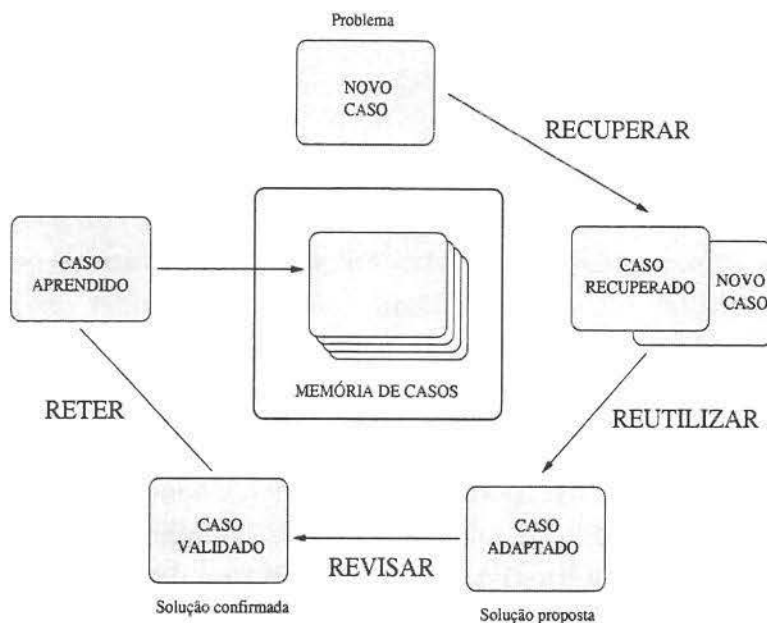 Problema
NOVO
CASO
RECUPERAR
CASO
RECUPERADO
NOVO
CASO
REUTILIZAR
CASO
ADAPTADO
Solução proposta
REVISAR
CASO
VALIDADO
Solução confirmada
RETER
CASO
APRENDIDO
MEMÓRIA DE CASOS